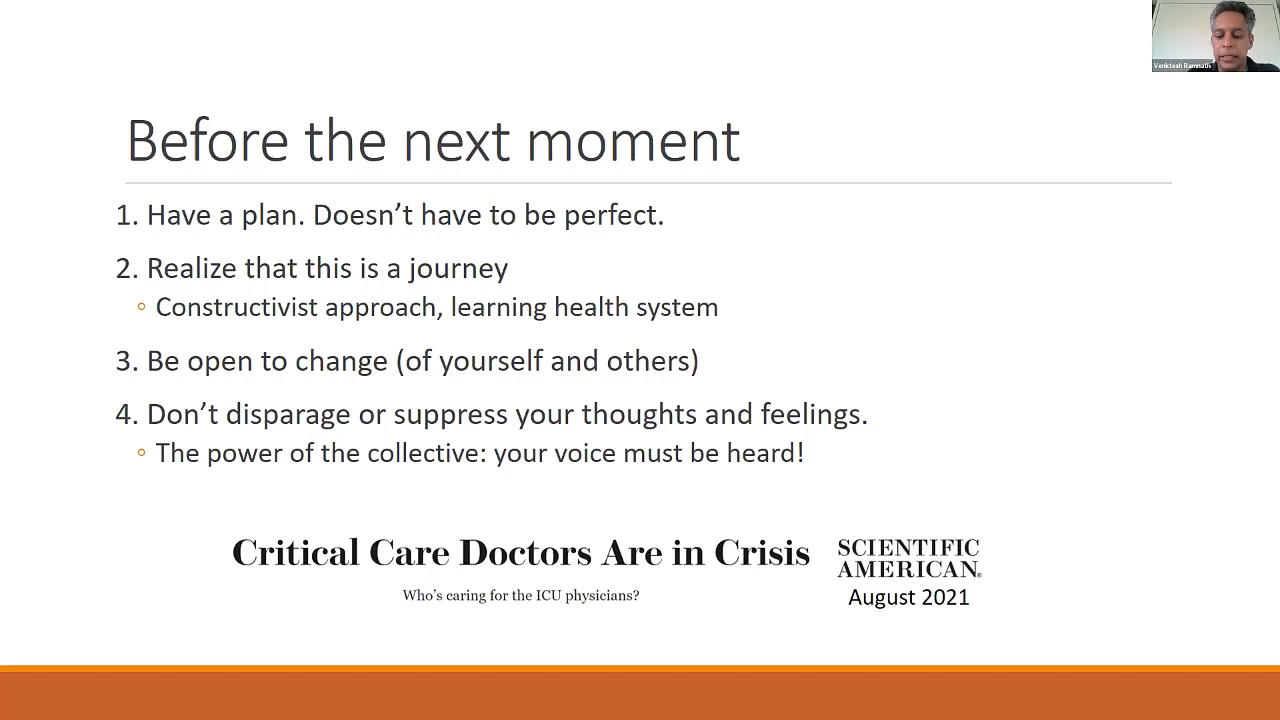 Venktesh Ramnath
Before the next moment
1. Have a plan. Doesn’t have to be perfect.
2. Realize that this is a journey
◦ Constructivist approach, learning health system
3. Be open to change (of yourself and others)
4. Don’t disparage or suppress your thoughts and feelings.
◦ The power of the collective: your voice must be heard!
Critical Care Doctors Are in Crisis
Who’s caring for the ICU physicians?
SCIENTIFIC
AMERICAN®
August 2021